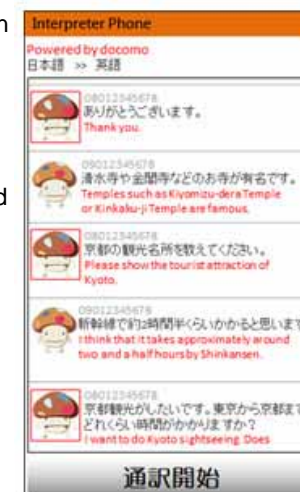 n
d
Interpreter Phone
Powered by docomo
日本語 >> 英語
08012345678
ありがとうございます。
Thank you.
09012345678
清水寺や金閣寺などのお寺が有名です。
Temples such as Kiyomizu-dera Temple
or Kinkaku-ji Temple are famous.
08012345678
京都の観光名所を教えてください。
Please show the tourist attraction of
Kyoto.
09012345678
新幹線で約2時間半くらいかかると思います
I think that it takes approximately around
two and a half hours by Shinkansen.
08012345678
京都観光がしたいです。東京から京都まで
どれくらい時間がかかりますか?
I want to do Kyoto sightseeing. Does
通訳開始